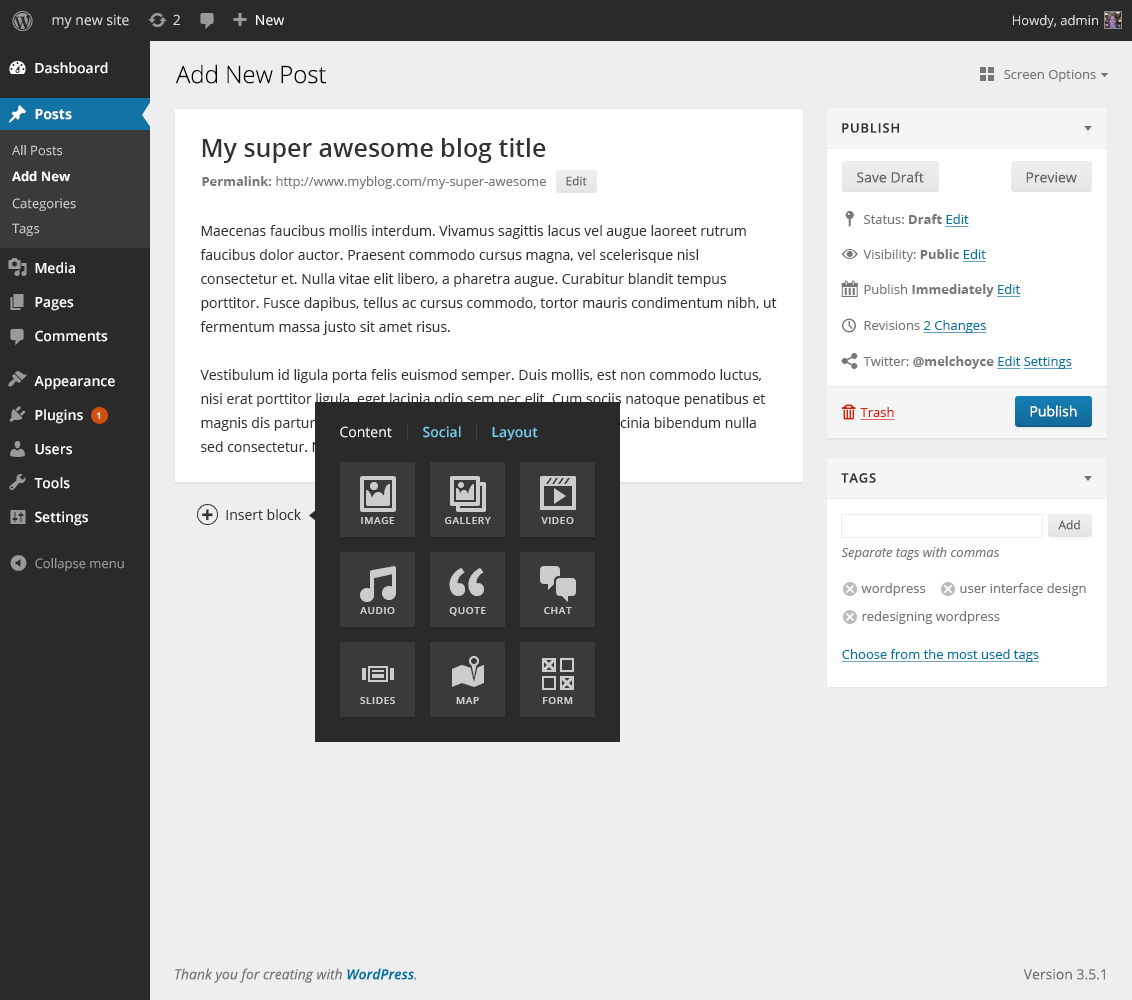 my new site 2 New Howdy, admin
Dashboard
Posts
All Posts
Add New
Categories
Tags
Media
Pages
Comments
Appearance
Plugins 1
Users
Tools
Settings
Collapse menu
Add New Post
Screen Options
My super awesome blog title
Permalink: http://www.myblog.com/my-super-awesome Edit
Maecenas faucibus mollis interdum. Vivamus sagittis lacus vel augue laoreet rutrum
faucibus dolor auctor. Praesent commodo cursus magna, vel scelerisque nisl
consectetur et. Nulla vitae elit libero, a pharetra augue. Curabitur blandit tempus
porttitor. Fusce dapibus, tellus ac cursus commodo, tortor mauris condimentum nibh, ut
fermentum massa justo sit amet risus.
Vestibulum id ligula porta felis euismod semper. Duis mollis, est non commodo luctus,
nisi erat porttitor ligula, eget lacinia odio sem nec elit. Cum sociis natoque penatibus et
magnis dis partur cinia bibendum nulla
sed consectetur.
Insert block
Content Social Layout
IMAGE GALLERY VIDEO
AUDIO QUOTE CHAT
SLIDES MAP FORM
PUBLISH
Save Draft Preview
Status: Draft Edit
Visibility: Public Edit
Publish Immediately Edit
Revisions 2 Changes
Twitter: @melchoyce Edit Settings
Trash Publish
TAGS
Add
Separate tags with commas
wordpress user interface design
redesigning wordpress
Choose from the most used tags
Thank you for creating with WordPress.
Version 3.5.1